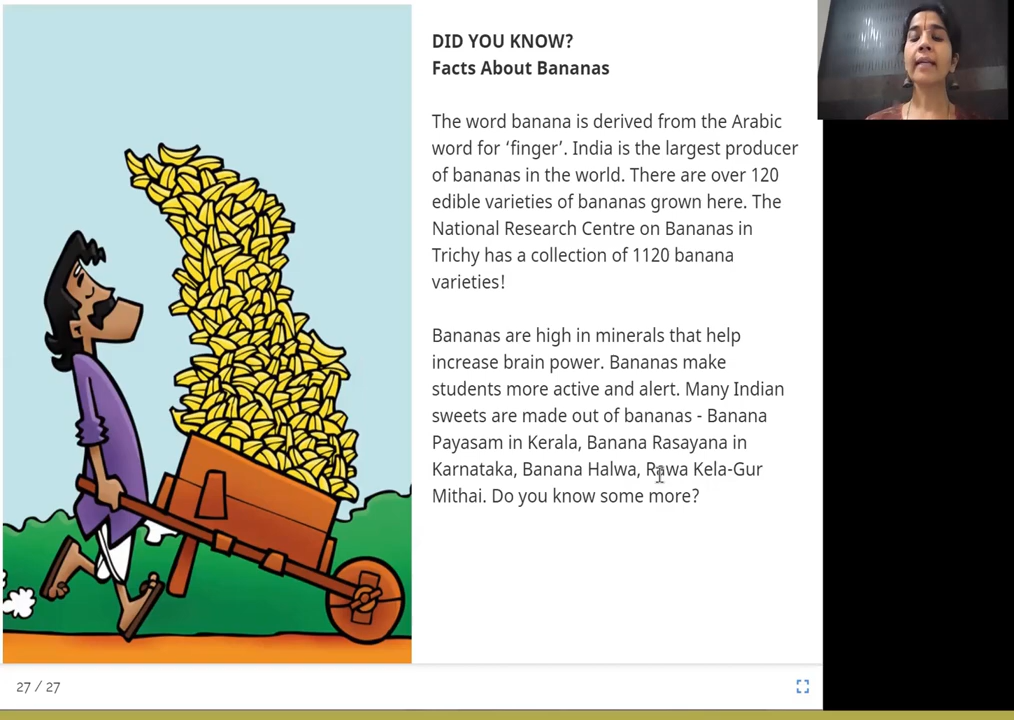 DID YOU KNOW?
Facts About Bananas
The word banana is derived from the Arabic
word for ‘finger’. India is the largest producer
of bananas in the world. There are over 120
edible varieties of bananas grown here. The
National Research Centre on Bananas in
Trichy has a collection of 1120 banana
varieties!
Bananas are high in minerals that help
increase brain power. Bananas make
students more active and alert. Many Indian
sweets are made out of bananas - Banana
Payasam in Kerala, Banana Rasayana in
Karnataka, Banana Halwa, Rawa Kela-Gur
Mithai. Do you know some more?
27 / 27